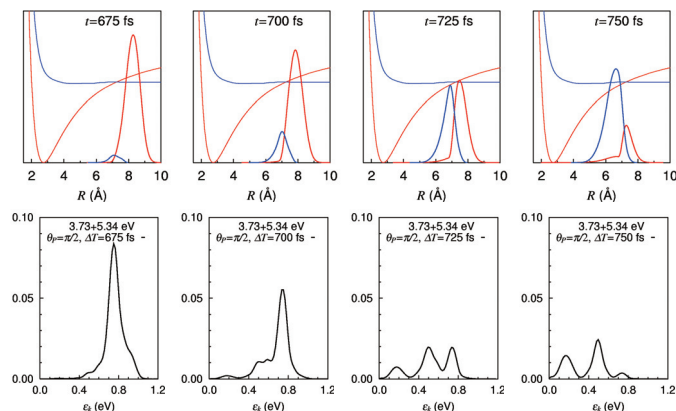 t=675 fs
t=700 fs
t=725 fs
t=750 fs
2 4 6 8 10
2 4 6 8 10
2 4 6 8 10
2 4 6 8 10
R (Å)
R (Å)
R (Å)
R (Å)
0.10
0.05
0.00
3.73+5.34 eV
θP=π/2, ΔT=675 fs
0.0 0.4 0.8 1.2
εk (eV)
0.10
0.05
0.00
3.73+5.34 eV
θP=π/2, ΔT=700 fs
0.0 0.4 0.8 1.2
εk (eV)
0.10
0.05
0.00
3.73+5.34 eV
θP=π/2, ΔT=725 fs
0.0 0.4 0.8 1.2
εk (eV)
0.10
0.05
0.00
3.73+5.34 eV
θP=π/2, ΔT=750 fs
0.0 0.4 0.8 1.2
εk (eV)